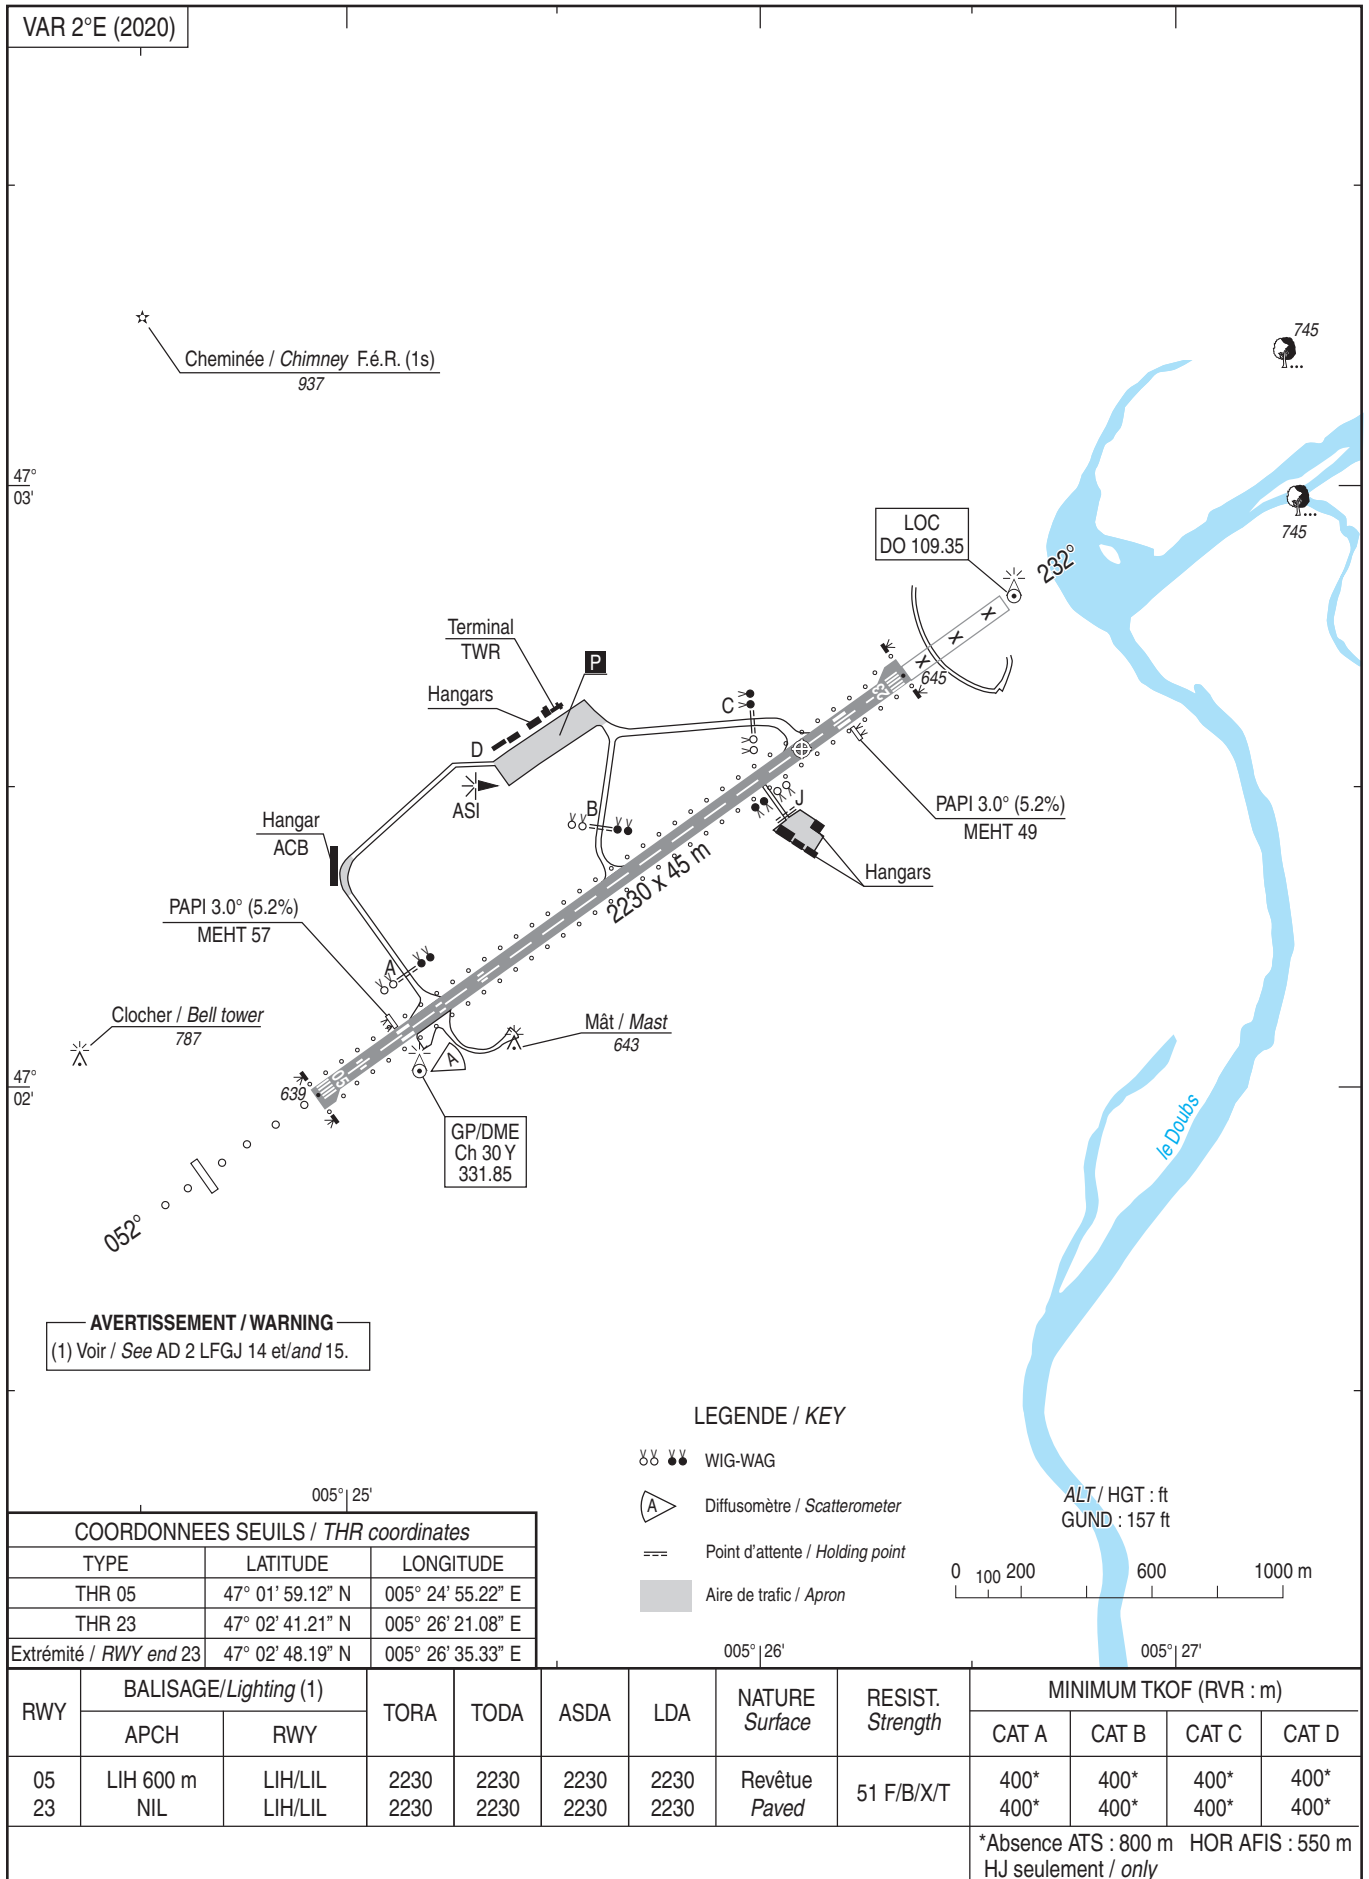 VAR 2°E (2020)
Cheminée / Chimney F.é.R. (1s)
937
745
47°
03'
745
LOC
DO 109.35
232°
Terminal
TWR
P
645
Hangars
C
D
ASI
B
J
PAPI 3.0° (5.2%)
MEHT 49
Hangar
ACB
23
Hangars
2230 x 45 m
PAPI 3.0° (5.2%)
MEHT 57
A
Clocher / Bell tower
787
Mât / Mast
643
A
47°
02'
639
05
GP/DME
Ch 30 Y
331.85
le Doubs
052°
AVERTISSEMENT / WARNING
(1) Voir / See AD 2 LFGJ 14 et/and 15.
LEGENDE / KEY
WIG-WAG
A Diffusomètre / Scatterometer
Point d'attente / Holding point
Aire de trafic / Apron
ALT / HGT : ft
GUND : 157 ft
0 100 200 600 1000 m
005° 25'
005° 26'
005° 27'
COORDONNEES SEUILS / THR coordinates
TYPE LATITUDE LONGITUDE
THR 05 47° 01' 59.12" N 005° 24' 55.22" E
THR 23 47° 02' 41.21" N 005° 26' 21.08" E
Extrémité / RWY end 23 47° 02' 48.19" N 005° 26' 35.33" E
RWY BALISAGE/Lighting (1) TORA TODA ASDA LDA NATURE Surface RESIST. Strength MINIMUM TKOF (RVR : m)
APCH RWY CAT A CAT B CAT C CAT D
05 LIH 600 m LIH/LIL 2230 2230 2230 2230 Revêtue 51 F/B/X/T 400* 400* 400* 400*
23 NIL LIH/LIL 2230 2230 2230 2230 Paved 400* 400* 400* 400*
*Absence ATS : 800 m HOR AFIS : 550 m
HJ seulement / only